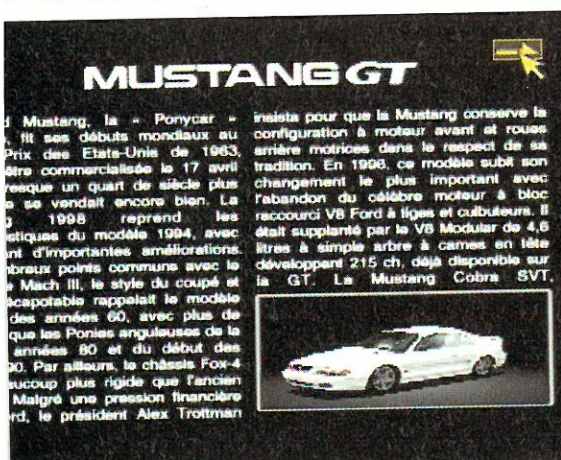 MUSTANG GT
d Mustang, la « Ponycar »
, fit ses débuts mondiaux au
Prix des Etats-Unis de 1963,
être commercialisée le 17 avril
resque un quart de siècle plus
e se vendait encore bien. La
1998 reprend les
stiques du modèle 1994, avec
nt d'importantes améliorations.
mbreux points communs avec le
e Mach III, le style du coupé et
écapotable rappelait le modèle
des années 60, avec plus de
que les Ponies anguleuses de la
années 80 et du début des
90. Par ailleurs, le châssis Fox-4
aucoup plus rigide que l'ancien
Malgré une pression financière
rd, le président Alex Trottman
insista pour que la Mustang conserve la
configuration à moteur avant et roues
arrière motrices dans le respect de sa
tradition. En 1996, ce modèle subit son
changement le plus important avec
l'abandon du célèbre moteur à bloc
raccourci V8 Ford à tiges et culbuteurs. Il
était supplanté par le V8 Modular de 4,6
litres à simple arbre à cames en tête
développant 215 ch, déjà disponible sur
la GT. La Mustang Cobra SVT,